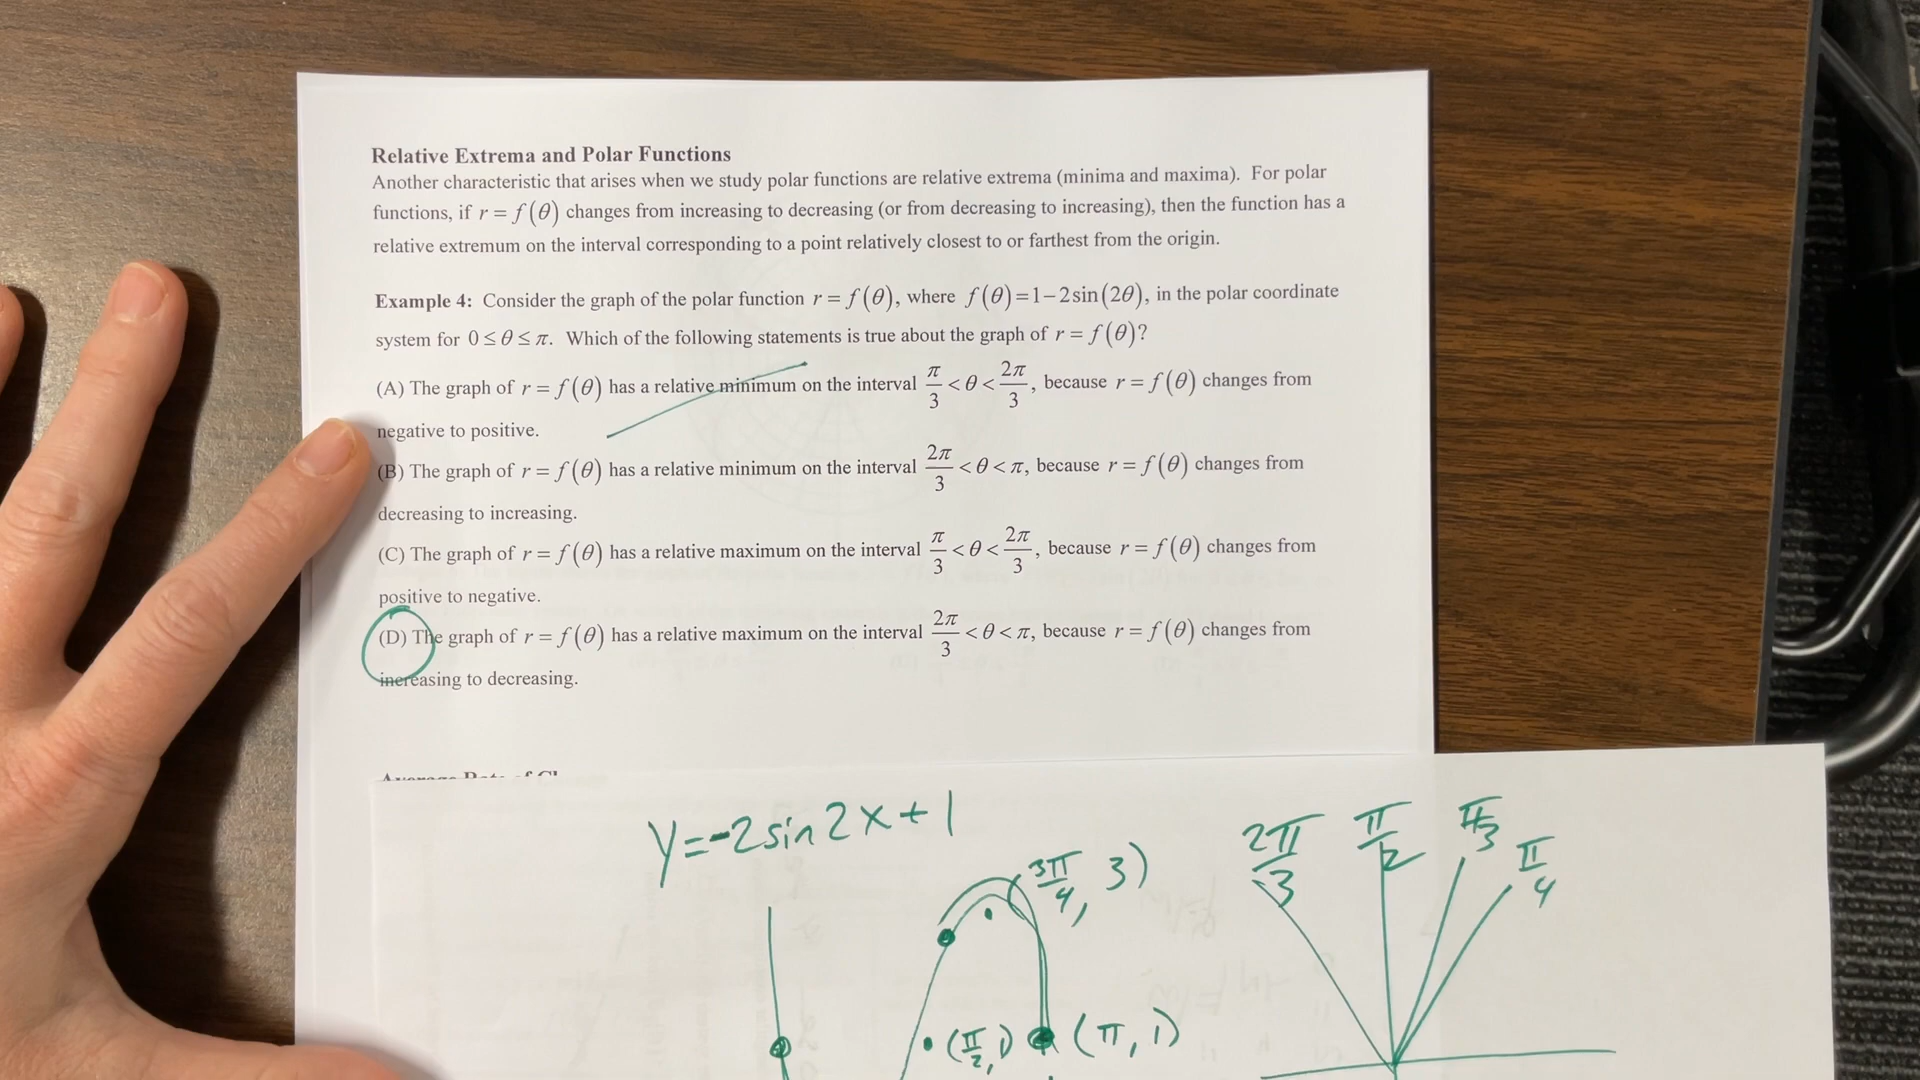 Relative Extrema and Polar Functions
Another characteristic that arises when we study polar functions are relative extrema (minima and maxima). For polar
functions, if r = f(θ) changes from increasing to decreasing (or from decreasing to increasing), then the function has a
relative extremum on the interval corresponding to a point relatively closest to or farthest from the origin.
Example 4: Consider the graph of the polar function r = f(θ), where f(θ)=1−2sin(2θ), in the polar coordinate
system for 0≤θ≤π. Which of the following statements is true about the graph of r = f(θ)?
(A) The graph of r = f(θ) has a relative minimum on the interval π/3 <θ< 2π/3, because r = f(θ) changes from
negative to positive.
(B) The graph of r = f(θ) has a relative minimum on the interval 2π/3 <θ<π, because r = f(θ) changes from
decreasing to increasing.
(C) The graph of r = f(θ) has a relative maximum on the interval π/3 <θ< 2π/3, because r = f(θ) changes from
positive to negative.
(D) The graph of r = f(θ) has a relative maximum on the interval 2π/3 <θ<π, because r = f(θ) changes from
increasing to decreasing.
y=-2sin2x+1
(3π/4, 3)
2π/3 π/2 π/3 π/4
(π/2, 1) (π, 1)